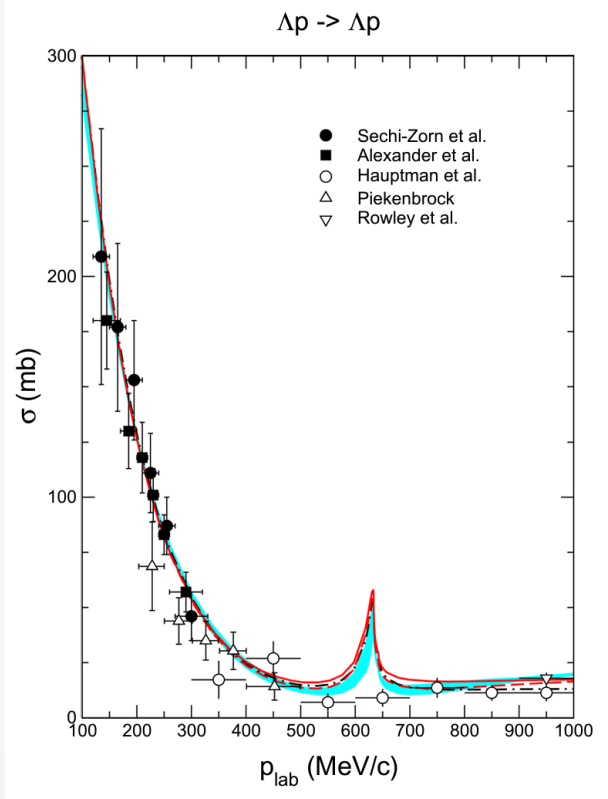 Λp -> Λp
300
Sechi-Zorn et al.
Alexander et al.
Hauptman et al.
Piekenbrock
Rowley et al.
200
σ (mb)
100
0
100 200 300 400 500 600 700 800 900 1000
plab (MeV/c)